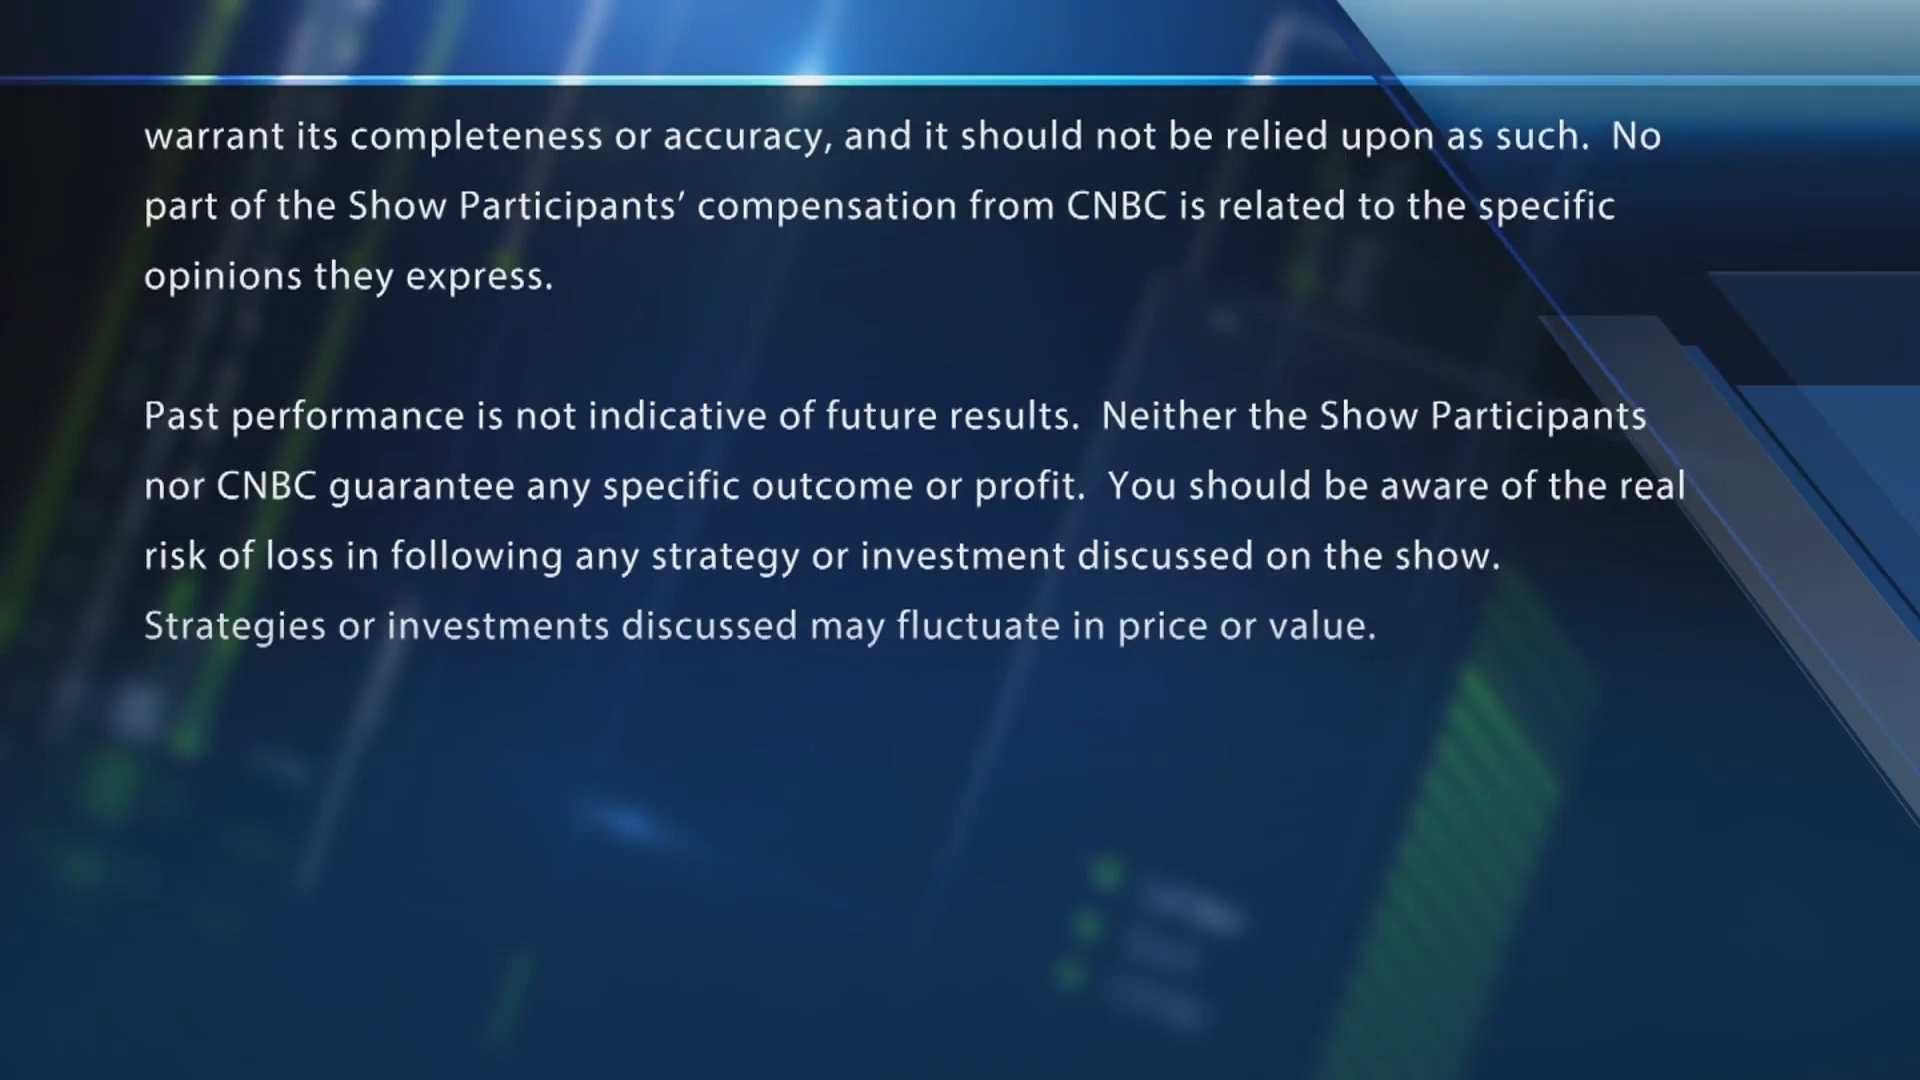 warrant its completeness or accuracy, and it should not be relied upon as such.  No
part of the Show Participants’ compensation from CNBC is related to the specific
opinions they express.
Past performance is not indicative of future results.  Neither the Show Participants
nor CNBC guarantee any specific outcome or profit.  You should be aware of the real
risk of loss in following any strategy or investment discussed on the show.
Strategies or investments discussed may fluctuate in price or value.